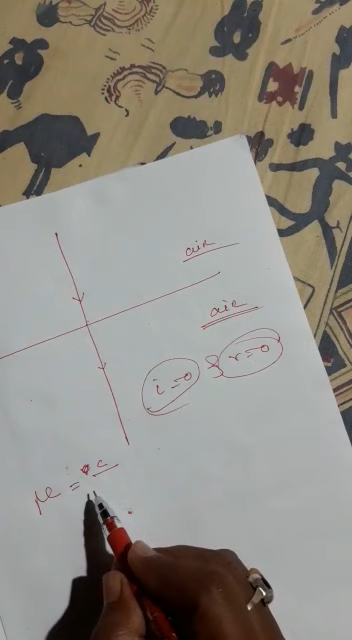 air
air
i=0 } r=0
μ = c